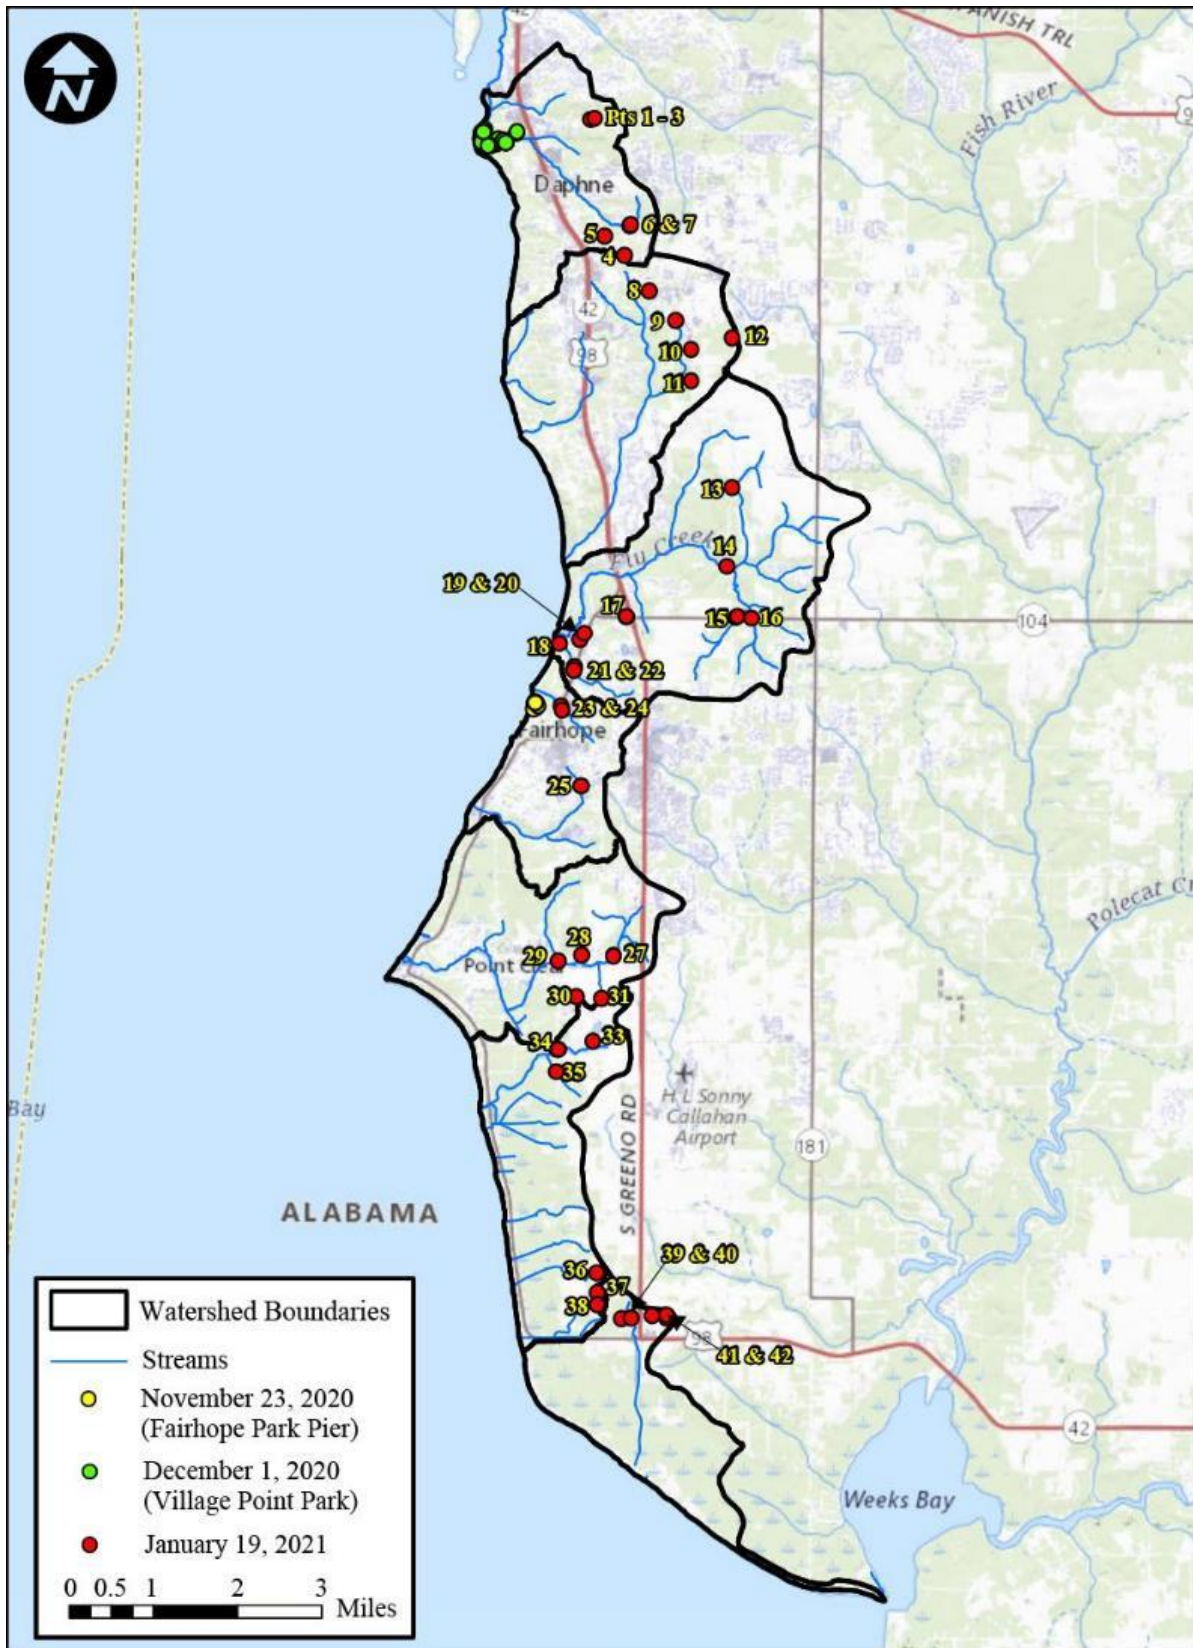 42
PANISH TRL
N
Fish River
9
Pts 1 - 3
Daphne
6 & 7
5
4
8
42
9
12
98
10
11
13
Fly Creek
14
19 & 20
17
15
16
104
18
21 & 22
23 & 24
Fairhope
25
Polecat Cr
28
29
27
Point Clear
30
31
34
33
35
H L Sonny
Callahan
Airport
Bay
S GREENO RD
181
ALABAMA
39 & 40
36
37
38
98
41 & 42
42
Weeks Bay
Watershed Boundaries
Streams
November 23, 2020
(Fairhope Park Pier)
December 1, 2020
(Village Point Park)
January 19, 2021
0 0.5 1 2 3
Miles